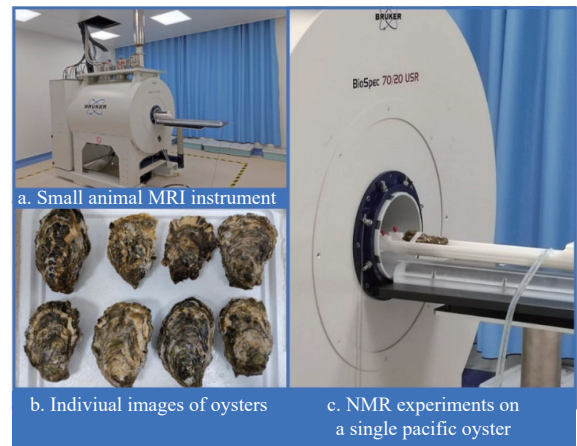 BRUKER
a. Small animal MRI instrument
BRUKER
BioSpec 70/20 USR
b. Indiviual images of oysters
c. NMR experiments on
a single pacific oyster